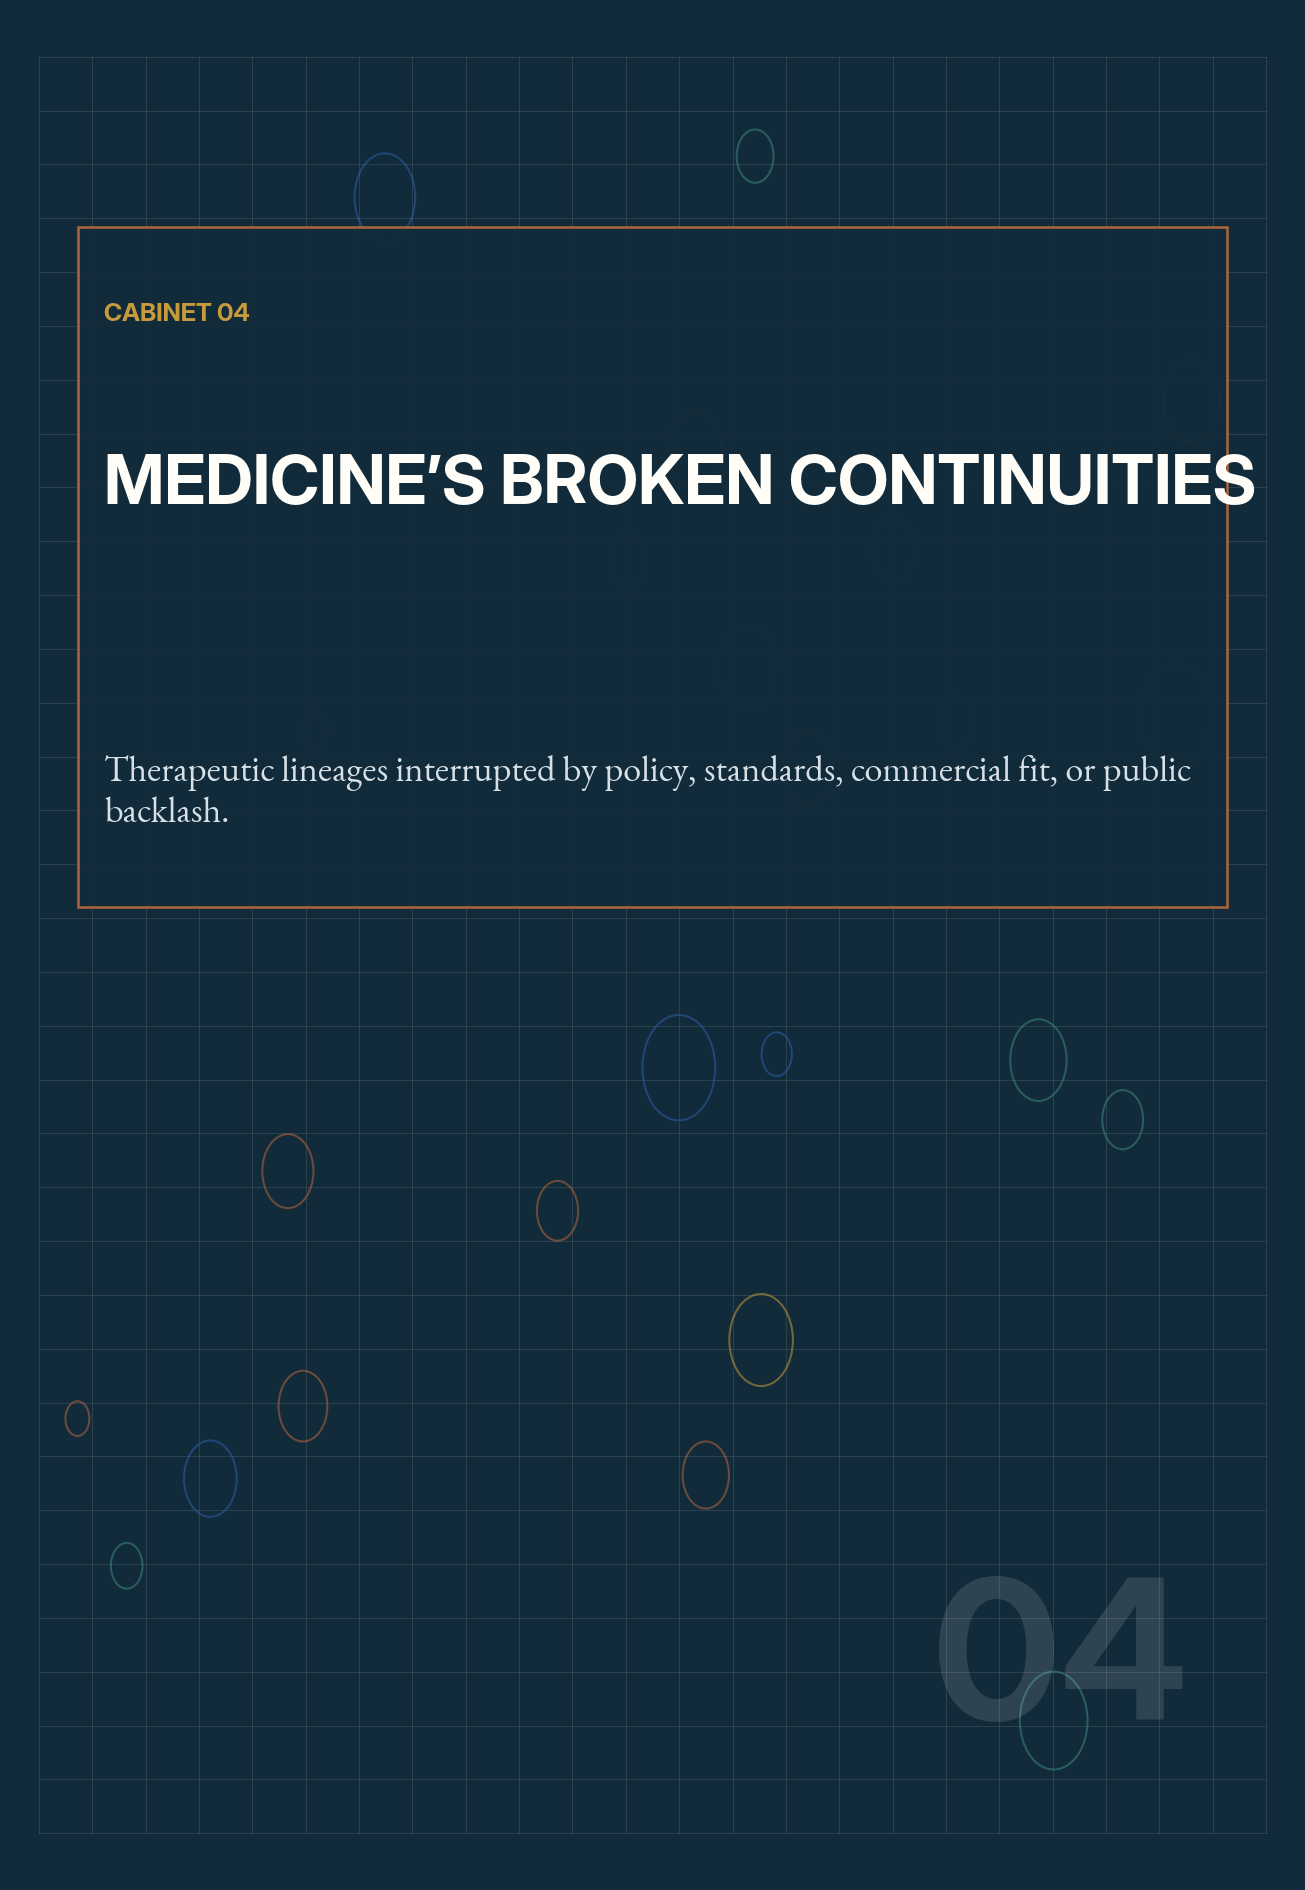 CABINET 04
MEDICINE’S BROKEN CONTINUITIES
Therapeutic lineages interrupted by policy, standards, commercial fit, or public
backlash.
04